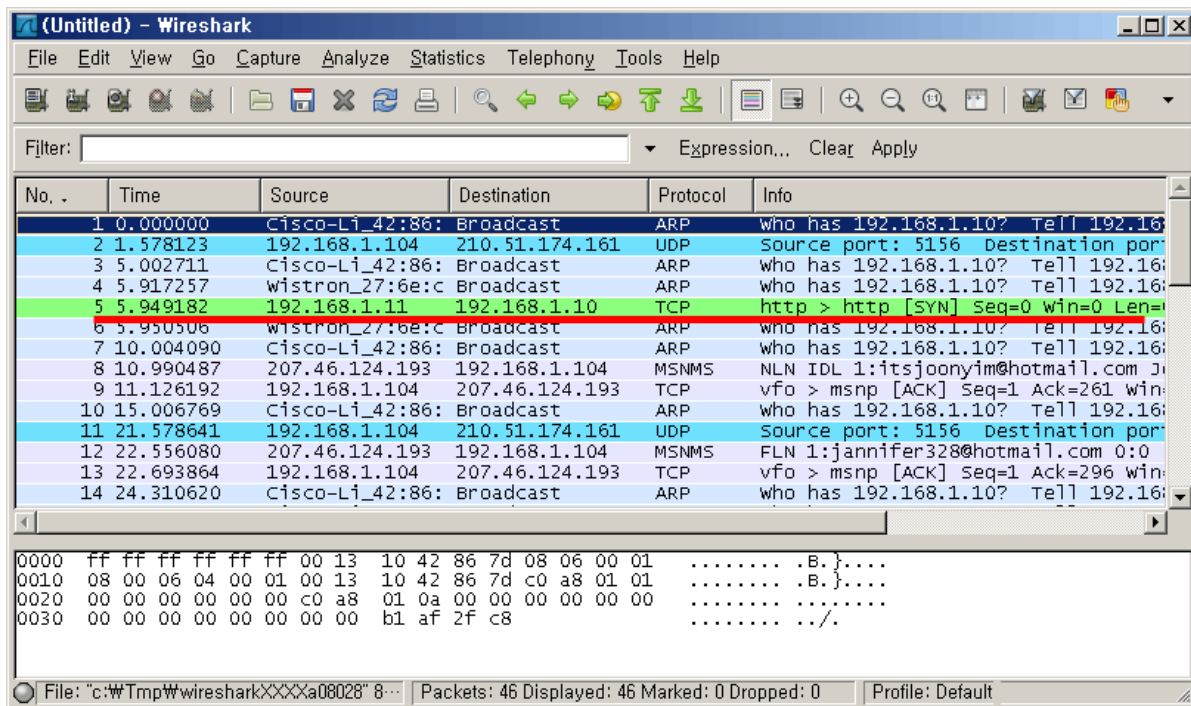 (Untitled) - Wireshark
File Edit View Go Capture Analyze Statistics Telephony Tools Help
Filter: Expression... Clear Apply
No. . Time Source Destination Protocol Info
1 0.000000 Cisco-Li_42:86: Broadcast ARP who has 192.168.1.10? Tell 192.16
2 1.578123 192.168.1.104 210.51.174.161 UDP Source port: 5156 Destination por
3 5.002711 Cisco-Li_42:86: Broadcast ARP who has 192.168.1.10? Tell 192.16
4 5.917257 Wistron_27:6e:c Broadcast ARP who has 192.168.1.10? Tell 192.16
5 5.949182 192.168.1.11 192.168.1.10 TCP http > http [SYN] Seq=0 Win=0 Len=
6 5.950506 Wistron_27:6e:c Broadcast ARP who has 192.168.1.10? Tell 192.16
7 10.004090 Cisco-Li_42:86: Broadcast ARP who has 192.168.1.10? Tell 192.16
8 10.990487 207.46.124.193 192.168.1.104 MSNMS NLN IDL 1:itsjoonyim@hotmail.com
9 11.126192 192.168.1.104 207.46.124.193 TCP vfo > msnp [ACK] Seq=1 Ack=261 Win
10 15.006769 Cisco-Li_42:86: Broadcast ARP who has 192.168.1.10? Tell 192.16
11 21.578641 192.168.1.104 210.51.174.161 UDP Source port: 5156 Destination por
12 22.556080 207.46.124.193 192.168.1.104 MSNMS FLN 1:jannifer328@hotmail.com 0:0
13 22.693864 192.168.1.104 207.46.124.193 TCP vfo > msnp [ACK] Seq=1 Ack=296 Win
14 24.310620 Cisco-Li_42:86: Broadcast ARP who has 192.168.1.10? Tell 192.16
0000 ff ff ff ff ff ff 00 13 10 42 86 7d 08 06 00 01 ........ .B.}....
0010 08 00 06 04 00 01 00 13 10 42 86 7d c0 a8 01 01 ........ .B.}....
0020 00 00 00 00 00 00 c0 a8 01 0a 00 00 00 00 00 00 ........ ........
0030 00 00 00 00 00 00 00 00 b1 af 2f c8 ........ ../.
File: "c:₩Tmp₩wiresharkXXXXa08028" 8··· Packets: 46 Displayed: 46 Marked: 0 Dropped: 0 Profile: Default